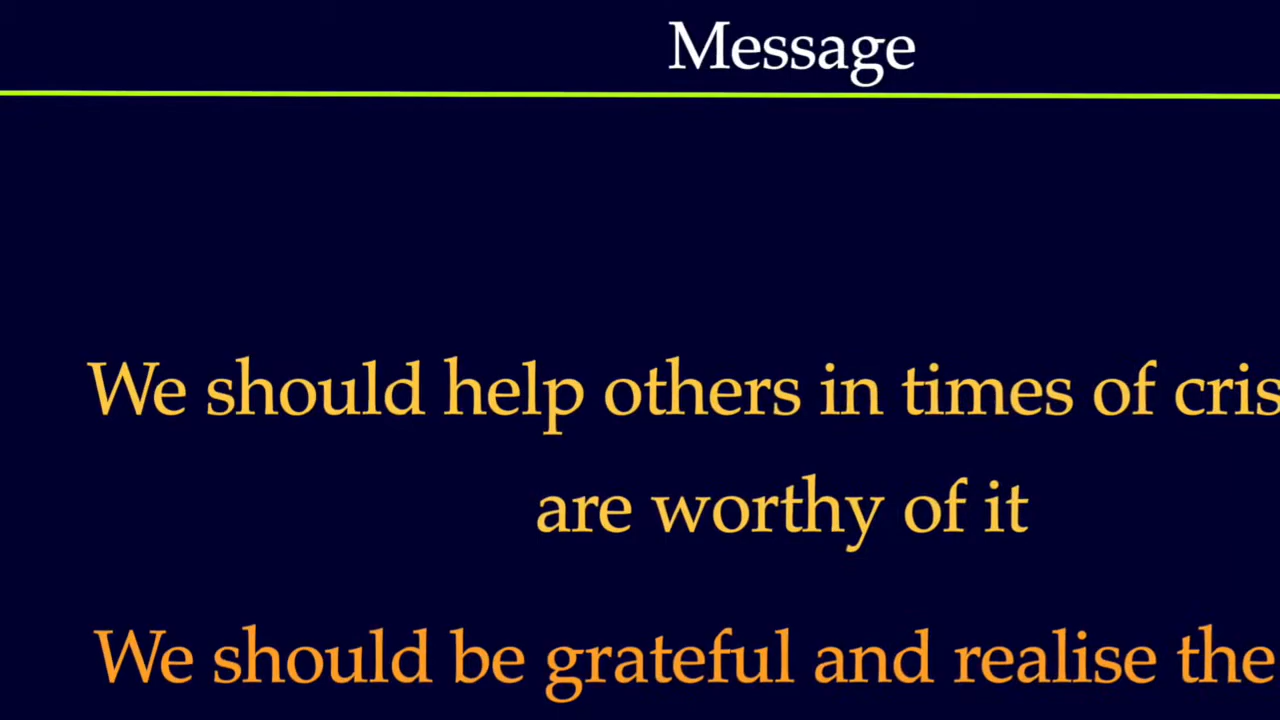 Message
We should help others in times of cris
are worthy of it
We should be grateful and realise the